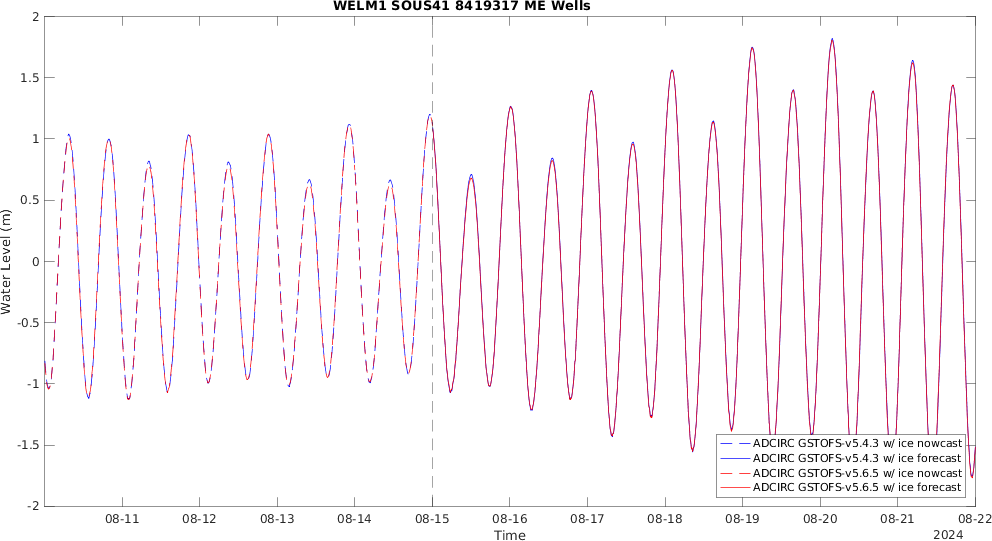 WELM1 SOUS41 8419317 ME Wells
2
1.5
1
0.5
0
-0.5
-1
-1.5
-2
Water Level (m)
ADCIRC GSTOFS-v5.4.3 w/ ice nowcast
ADCIRC GSTOFS-v5.4.3 w/ ice forecast
ADCIRC GSTOFS-v5.6.5 w/ ice nowcast
ADCIRC GSTOFS-v5.6.5 w/ ice forecast
08-11 08-12 08-13 08-14 08-15 08-16 08-17 08-18 08-19 08-20 08-21 08-22
Time
2024